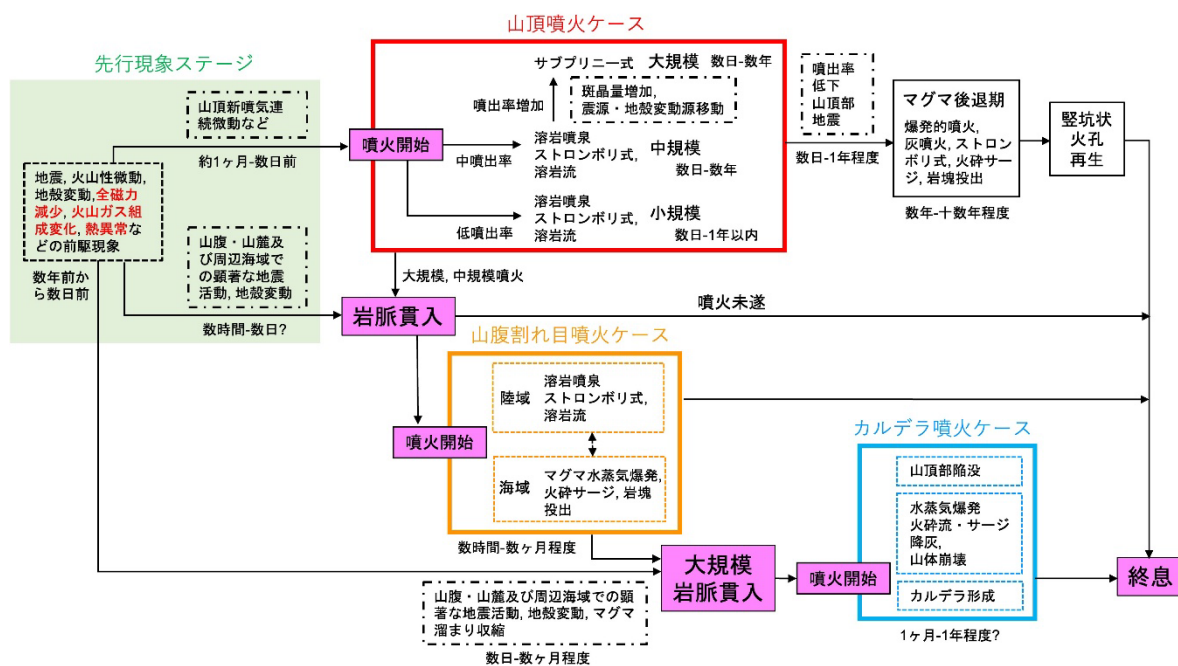 先行現象ステージ
山頂新噴気連
続微動など
約1ヶ月-数日前
地震, 火山性微動,
地殻変動,全磁力
減少, 火山ガス組
成変化, 熱異常な
どの前駆現象
数年前か
ら数日前
山腹・山麓及
び周辺海域で
の顕著な地震
活動, 地殻変動
数時間-数日?
山頂噴火ケース
噴火開始
サブプリニー式 大規模 数日-数年
噴出率増加
斑晶量増加,
震源・地殻変動源移動
中噴出率
溶岩噴泉
ストロンボリ式,
溶岩流
中規模
数日-数年
低噴出率
溶岩噴泉
ストロンボリ式,
溶岩流
小規模
数日-1年以内
噴出率
低下
山頂部
地震
数日-1年程度
マグマ後退期
爆発的噴火,
灰噴火, ストロン
ボリ式, 火砕サー
ジ, 岩塊投出
数年-十数年程度
竪坑状
火孔
再生
大規模, 中規模噴火
岩脈貫入
噴火未遂
山腹割れ目噴火ケース
噴火開始
陸域
溶岩噴泉
ストロンボリ式,
溶岩流
海域
マグマ水蒸気爆発,
火砕サージ, 岩塊
投出
数時間-数ヶ月程度
山腹・山麓及び周辺海域での顕
著な地震活動, 地殻変動, マグマ
溜まり収縮
数日-数ヶ月程度
大規模
岩脈貫入
カルデラ噴火ケース
噴火開始
山頂部陥没
水蒸気爆発
火砕流・サージ
降灰,
山体崩壊
カルデラ形成
1ヶ月-1年程度?
終息